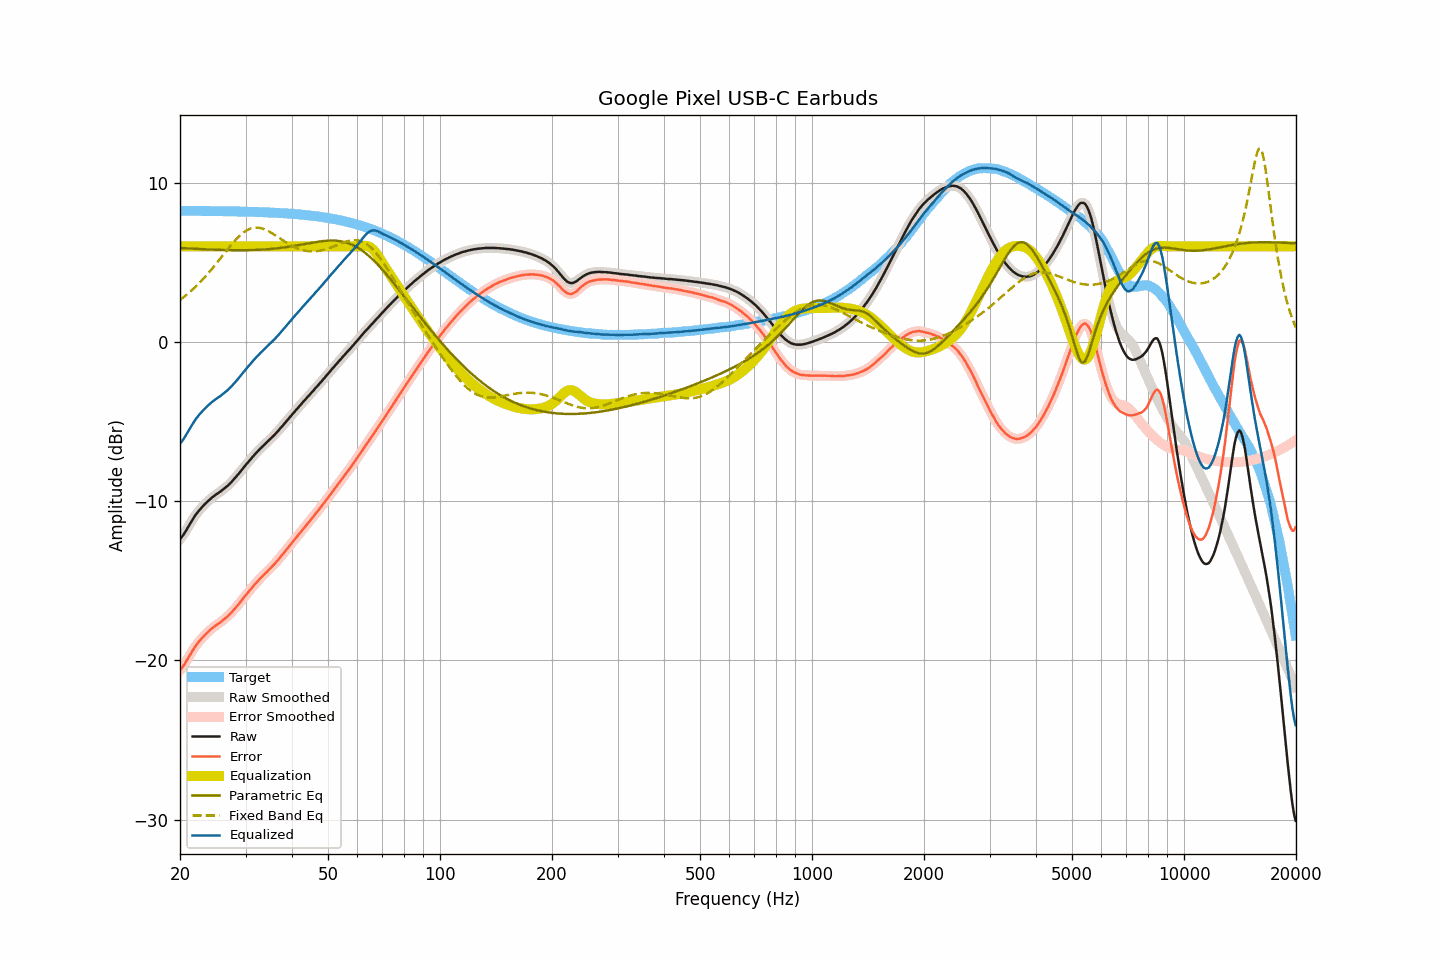 Google Pixel USB-C Earbuds
Amplitude (dBr)
10
0
−10
−20
−30
Target
Raw Smoothed
Error Smoothed
Raw
Error
Equalization
Parametric Eq
Fixed Band Eq
Equalized
20 50 100 200 500 1000 2000 5000 10000 20000
Frequency (Hz)